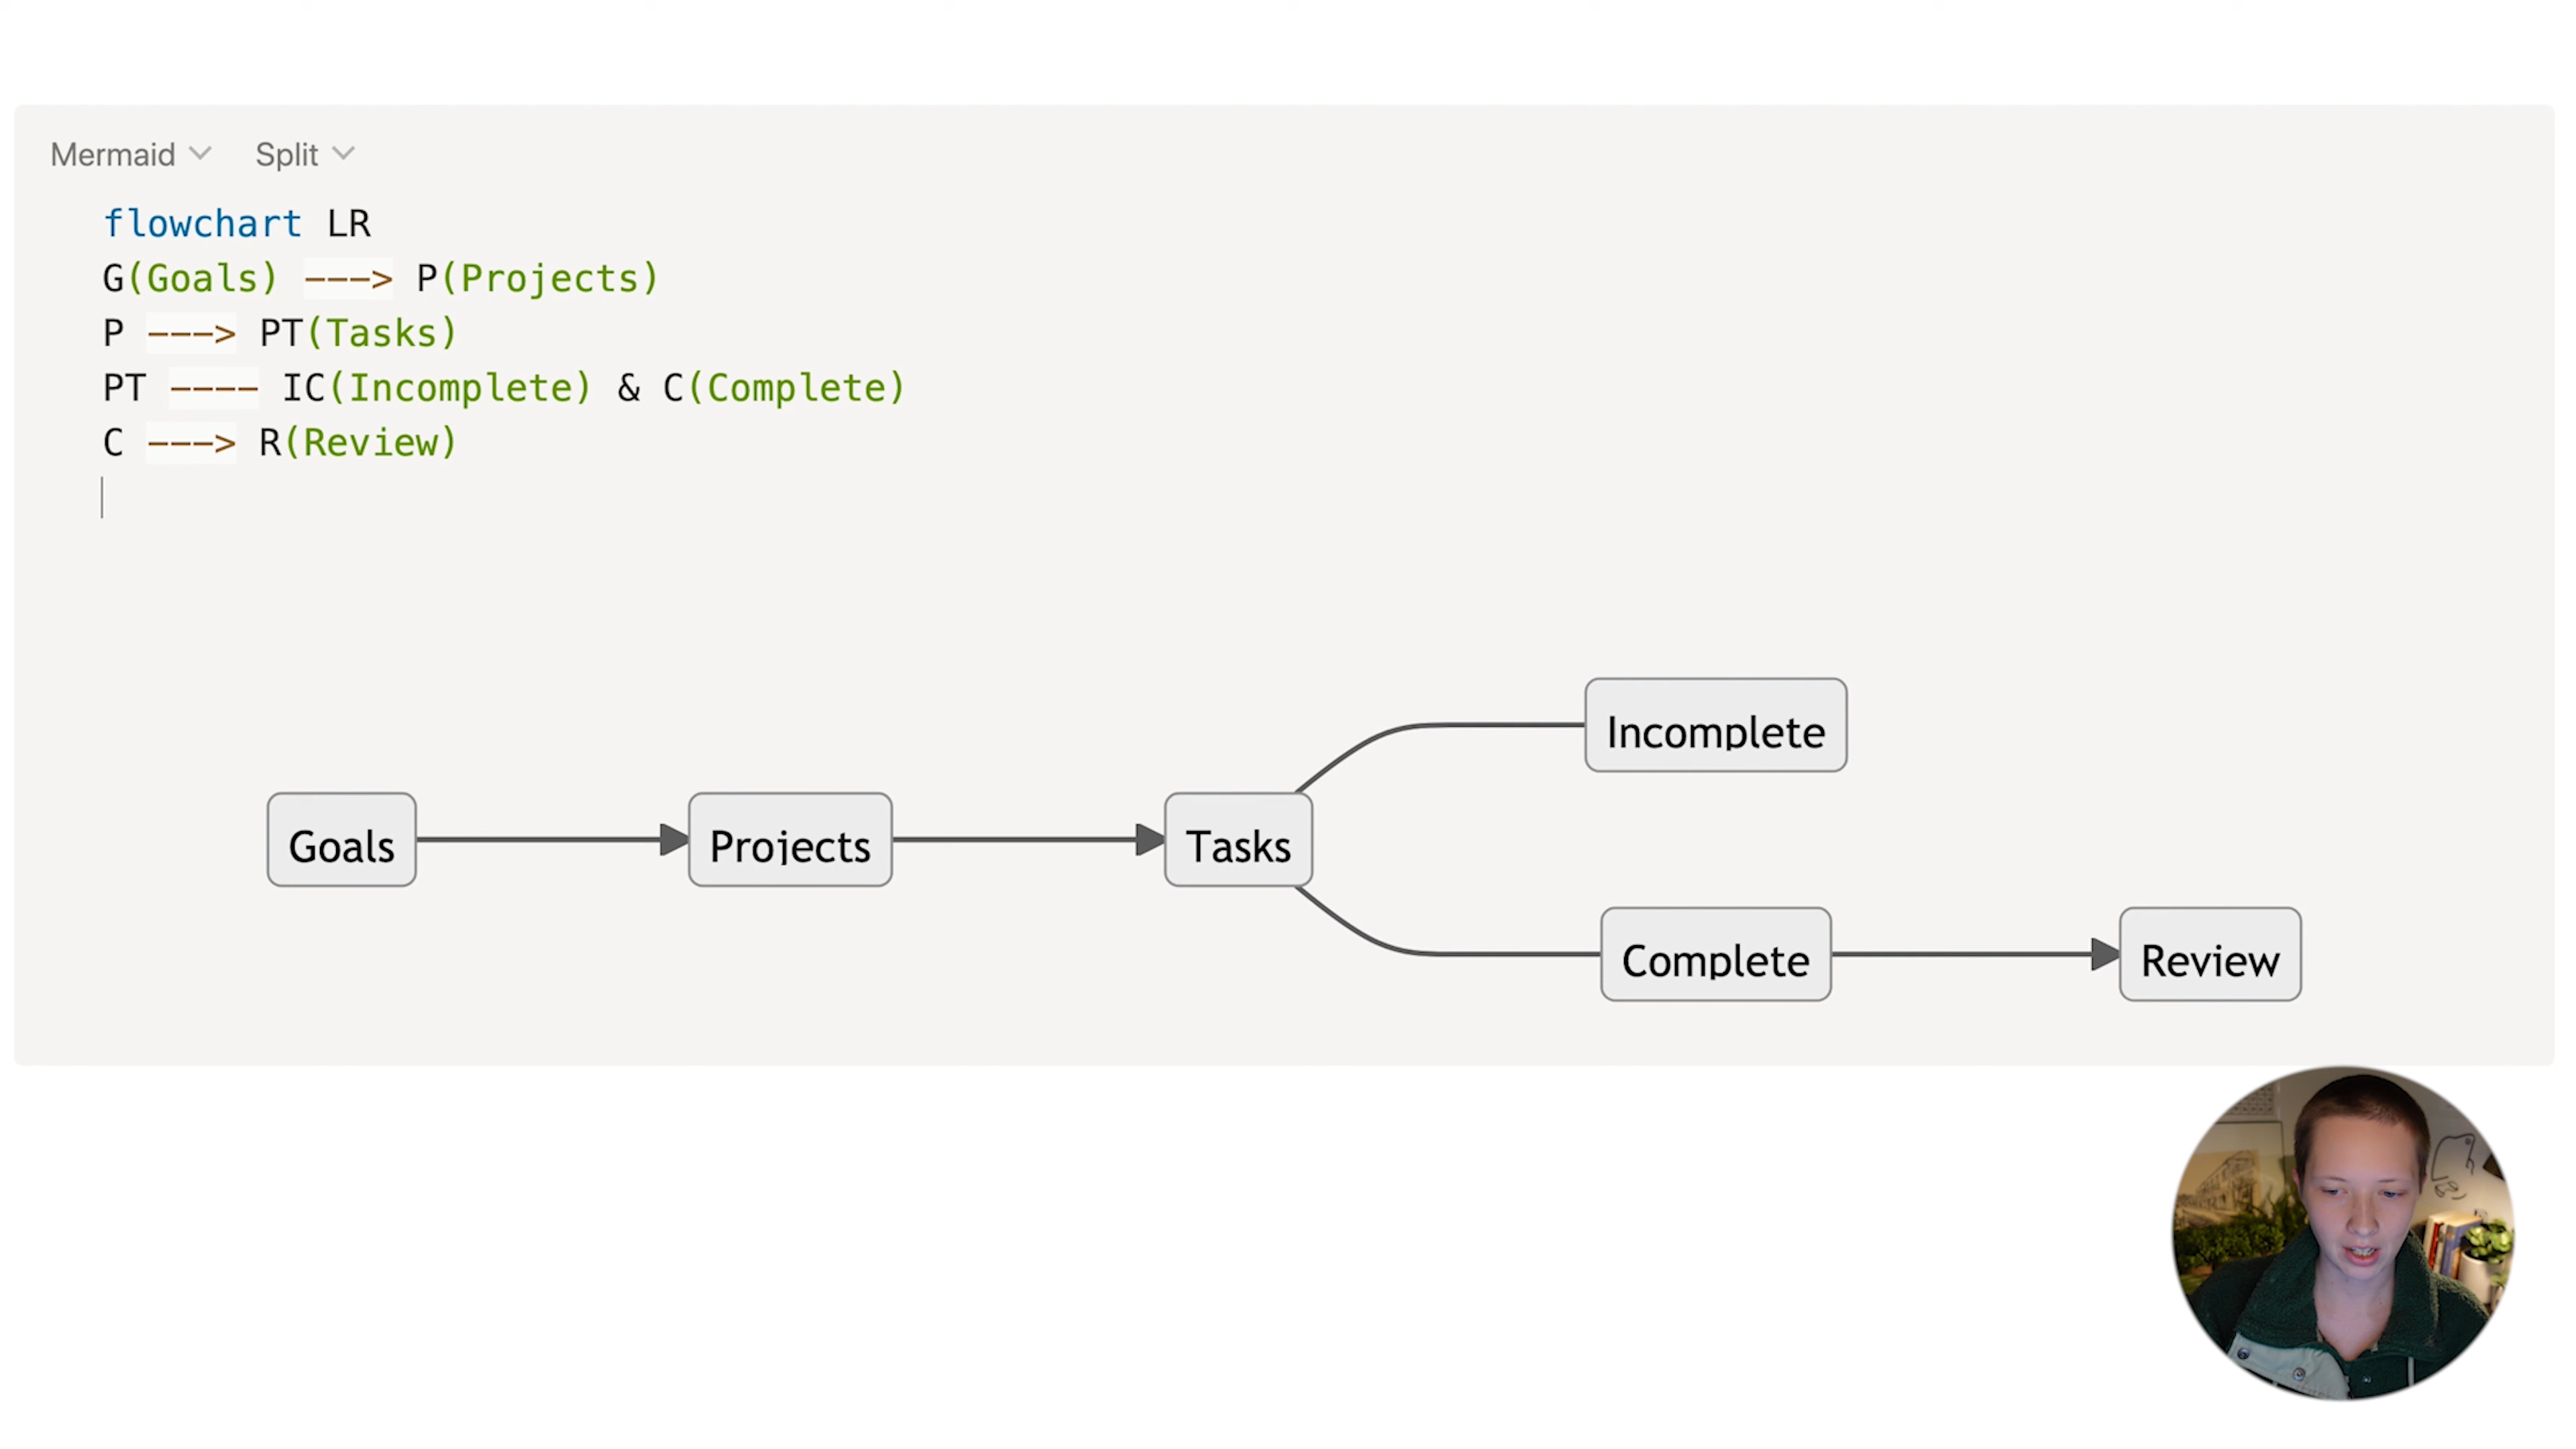 Mermaid Split
flowchart LR
G(Goals) ---> P(Projects)
P ---> PT(Tasks)
PT ---- IC(Incomplete) & C(Complete)
C ---> R(Review)
Incomplete
Goals Projects Tasks
Complete Review